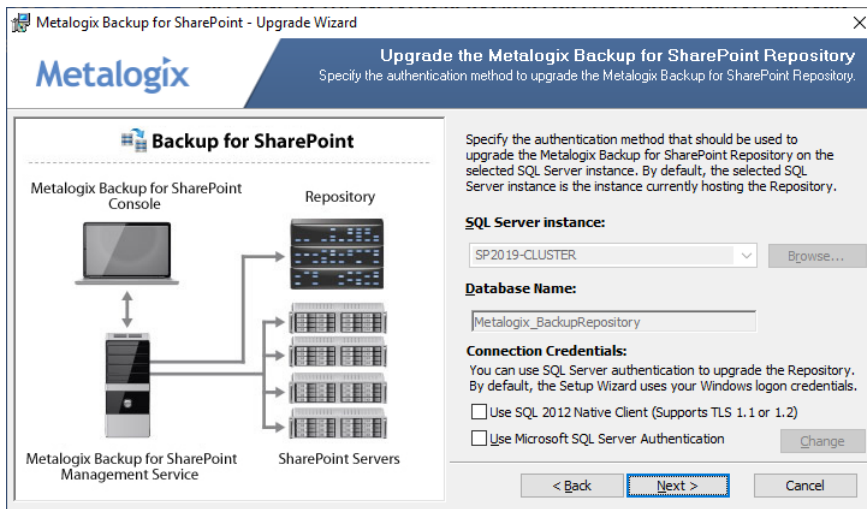 Metalogix Backup for SharePoint - Upgrade Wizard
Metalogix
Upgrade the Metalogix Backup for SharePoint Repository
Specify the authentication method to upgrade the Metalogix Backup for SharePoint Repository.
Backup for SharePoint
Metalogix Backup for SharePoint
Console
Repository
Metalogix Backup for SharePoint
Management Service
SharePoint Servers
Specify the authentication method that should be used to
upgrade the Metalogix Backup for SharePoint Repository on the
selected SQL Server instance. By default, the selected SQL
Server instance is the instance currently hosting the Repository.
SQL Server instance:
SP2019-CLUSTER
Browse...
Database Name:
Metalogix_BackupRepository
Connection Credentials:
You can use SQL Server authentication to upgrade the Repository.
By default, the Setup Wizard uses your Windows logon credentials.
Use SQL 2012 Native Client (Supports TLS 1.1 or 1.2)
Use Microsoft SQL Server Authentication
Change
< Back
Next >
Cancel